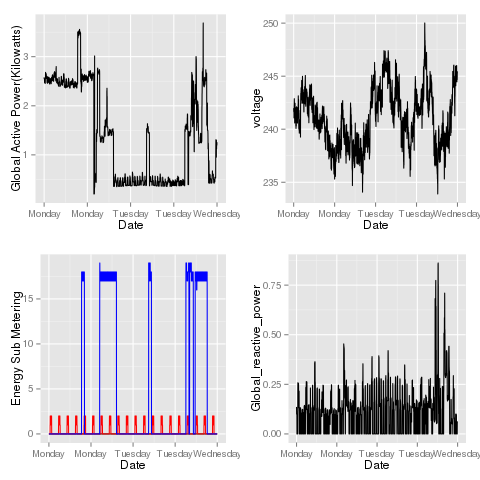 Global Active Power(Kilowatts)
3
2
1
Monday Monday Tuesday Tuesday Wednesday
Date
voltage
250
245
240
235
Monday Monday Tuesday Tuesday Wednesday
Date
Energy Sub Metering
15
10
5
0
Monday Monday Tuesday Tuesday Wednesday
Date
Global_reactive_power
0.75
0.50
0.25
0.00
Monday Monday Tuesday Tuesday Wednesday
Date